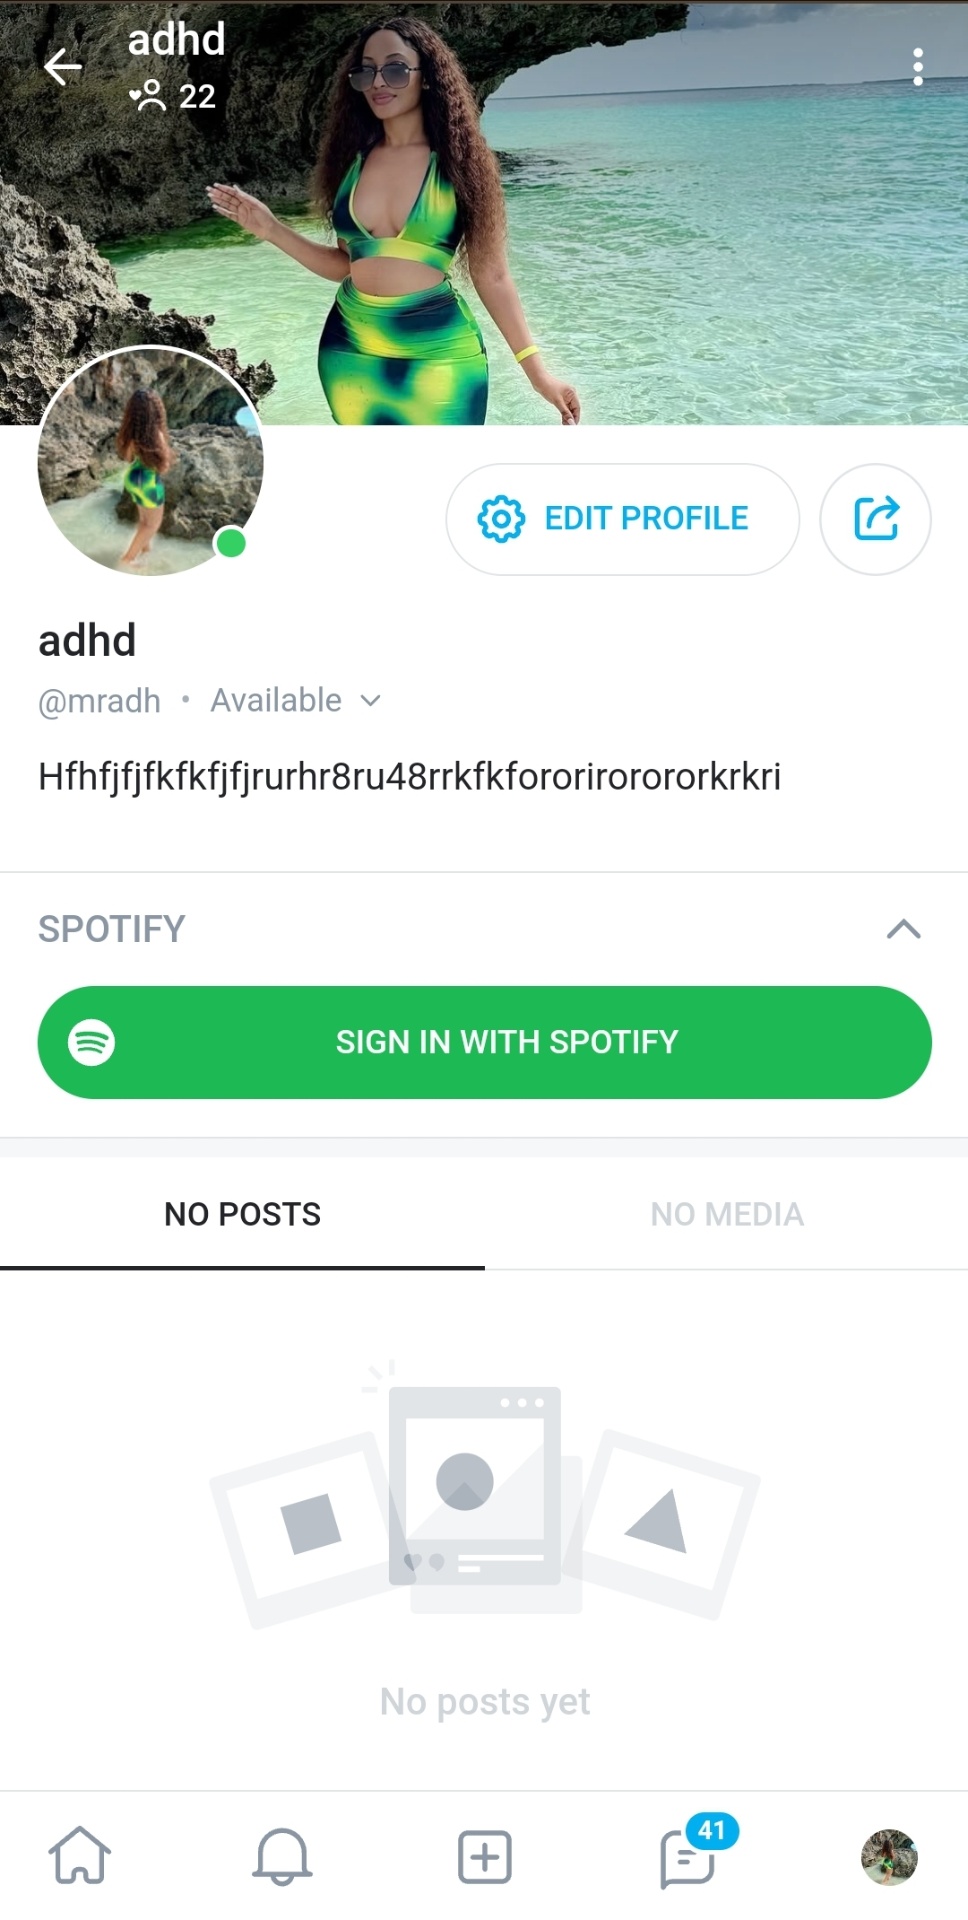 adhd
22
EDIT PROFILE
adhd
@mradh • Available
Hfhfjfjfkfkfjfjrurhr8ru48rrkfkfororirorororkrkri
SPOTIFY
SIGN IN WITH SPOTIFY
NO POSTS
NO MEDIA
No posts yet
41